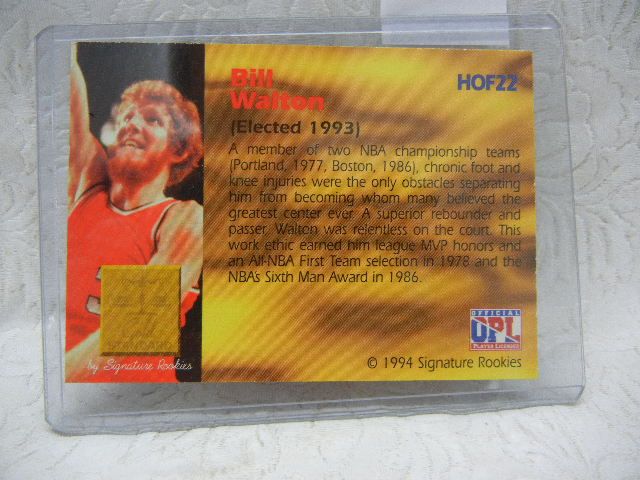 Bill
Walton
HOF22
(Elected 1993)
A member of two NBA championship teams
(Portland, 1977, Boston, 1986), chronic foot and
knee injuries were the only obstacles separating
him from becoming whom many believed the
greatest center ever. A superior rebounder and
passer, Walton was relentless on the court. This
work ethic earned him league MVP honors and
an All-NBA First Team selection in 1978 and the
NBA's Sixth Man Award in 1986.
OFFICIAL
OPL
PLAYER LICENSEE
by Signature Rookies
© 1994 Signature Rookies